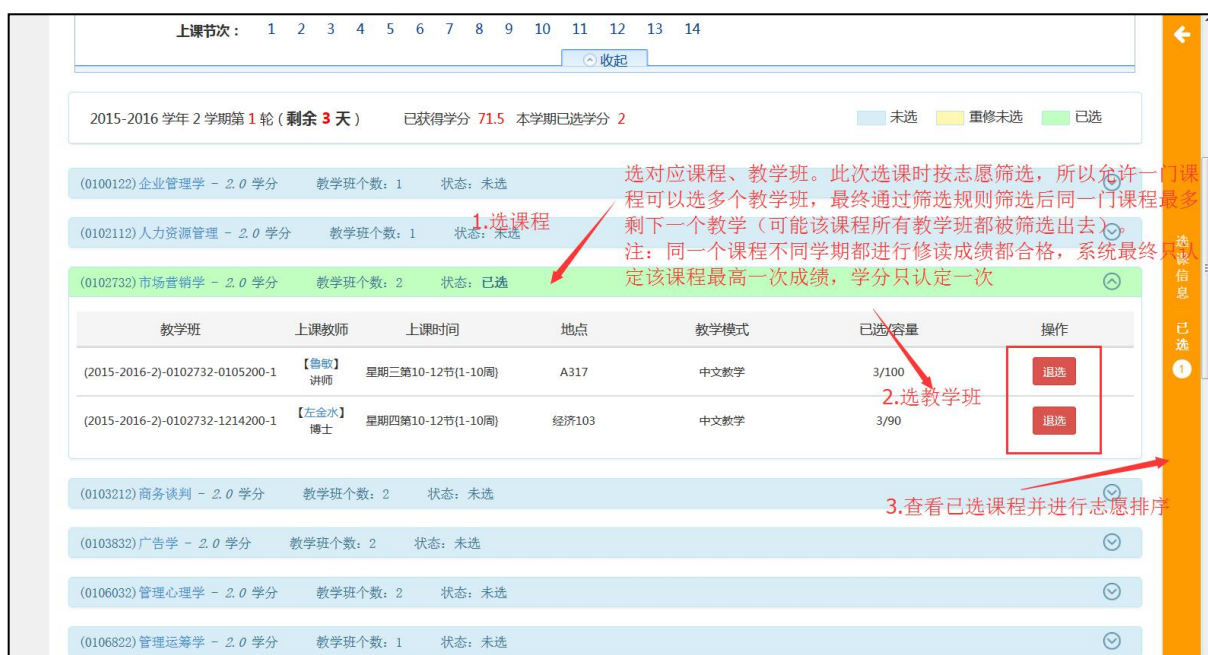 上课节次： 1 2 3 4 5 6 7 8 9 10 11 12 13 14
收起
2015-2016 学年 2 学期第 1 轮 ( 剩余 3 天 ) 已获得学分 71.5 本学期已选学分 2 未选 重修未选 已选
选对应课程、教学班。此次选课时按志愿筛选，所以允许一门课
程可以选多个教学班，最终通过筛选规则筛选后同一门课程最多
剩下一个教学（可能该课程所有教学班都被筛选出去）。
注：同一个课程不同学期都进行修读成绩都合格，系统最终只认
定该课程最高一次成绩，学分只认定一次
(0100122)企业管理学 - 2.0 学分 教学班个数：1 状态：未选
1.选课程
(0102112)人力资源管理 - 2.0 学分 教学班个数：1 状态：未选
(0102732)市场营销学 - 2.0 学分 教学班个数：2 状态：已选
教学班 上课教师 上课时间 地点 教学模式 已选/容量 操作
(2015-2016-2)-0102732-0105200-1 【鲁敏】 讲师 星期三第10-12节{1-10周} A317 中文教学 3/100 退选
2.选教学班
(2015-2016-2)-0102732-1214200-1 【左金水】 博士 星期四第10-12节{1-10周} 经济103 中文教学 3/90 退选
(0103212)商务谈判 - 2.0 学分 教学班个数：2 状态：未选
3.查看已选课程并进行志愿排序
(0103832)广告学 - 2.0 学分 教学班个数：2 状态：未选
(0106032)管理心理学 - 2.0 学分 教学班个数：2 状态：未选
(0106822)管理运筹学 - 2.0 学分 教学班个数：1 状态：未选
选课信息 已选 1